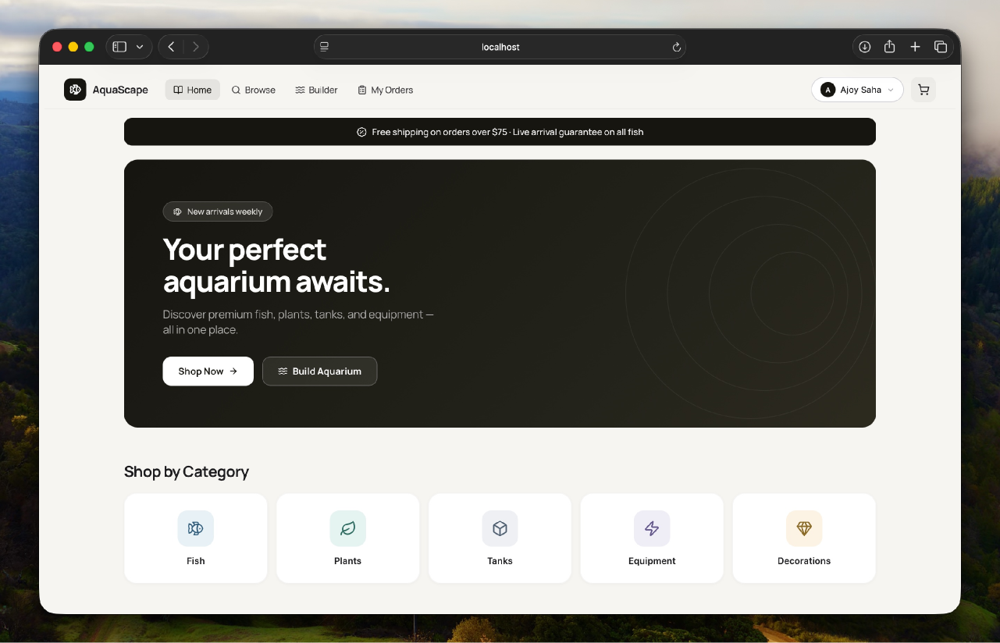 localhost
AquaScape
Home
Browse
Builder
My Orders
A
Ajoy Saha
Free shipping on orders over $75 · Live arrival guarantee on all fish
New arrivals weekly
Your perfect
aquarium awaits.
Discover premium fish, plants, tanks, and equipment —
all in one place.
Shop Now →
Build Aquarium
Shop by Category
Fish
Plants
Tanks
Equipment
Decorations